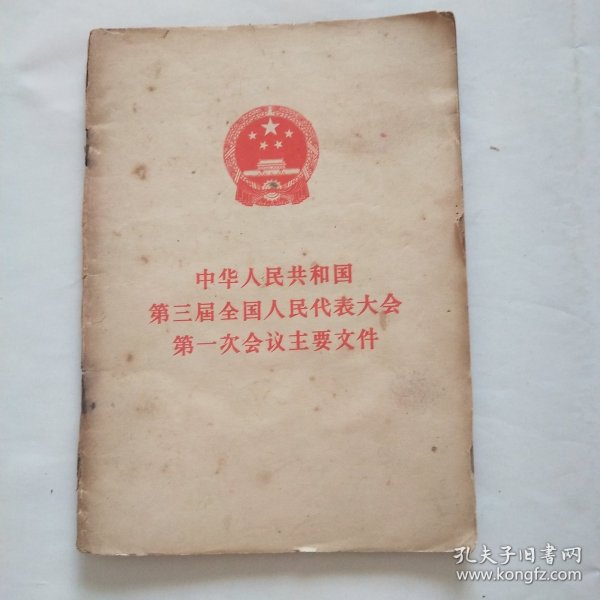 中华人民共和国
第三届全国人民代表大会
第一次会议主要文件
孔夫子旧书网
www.kongfz.com